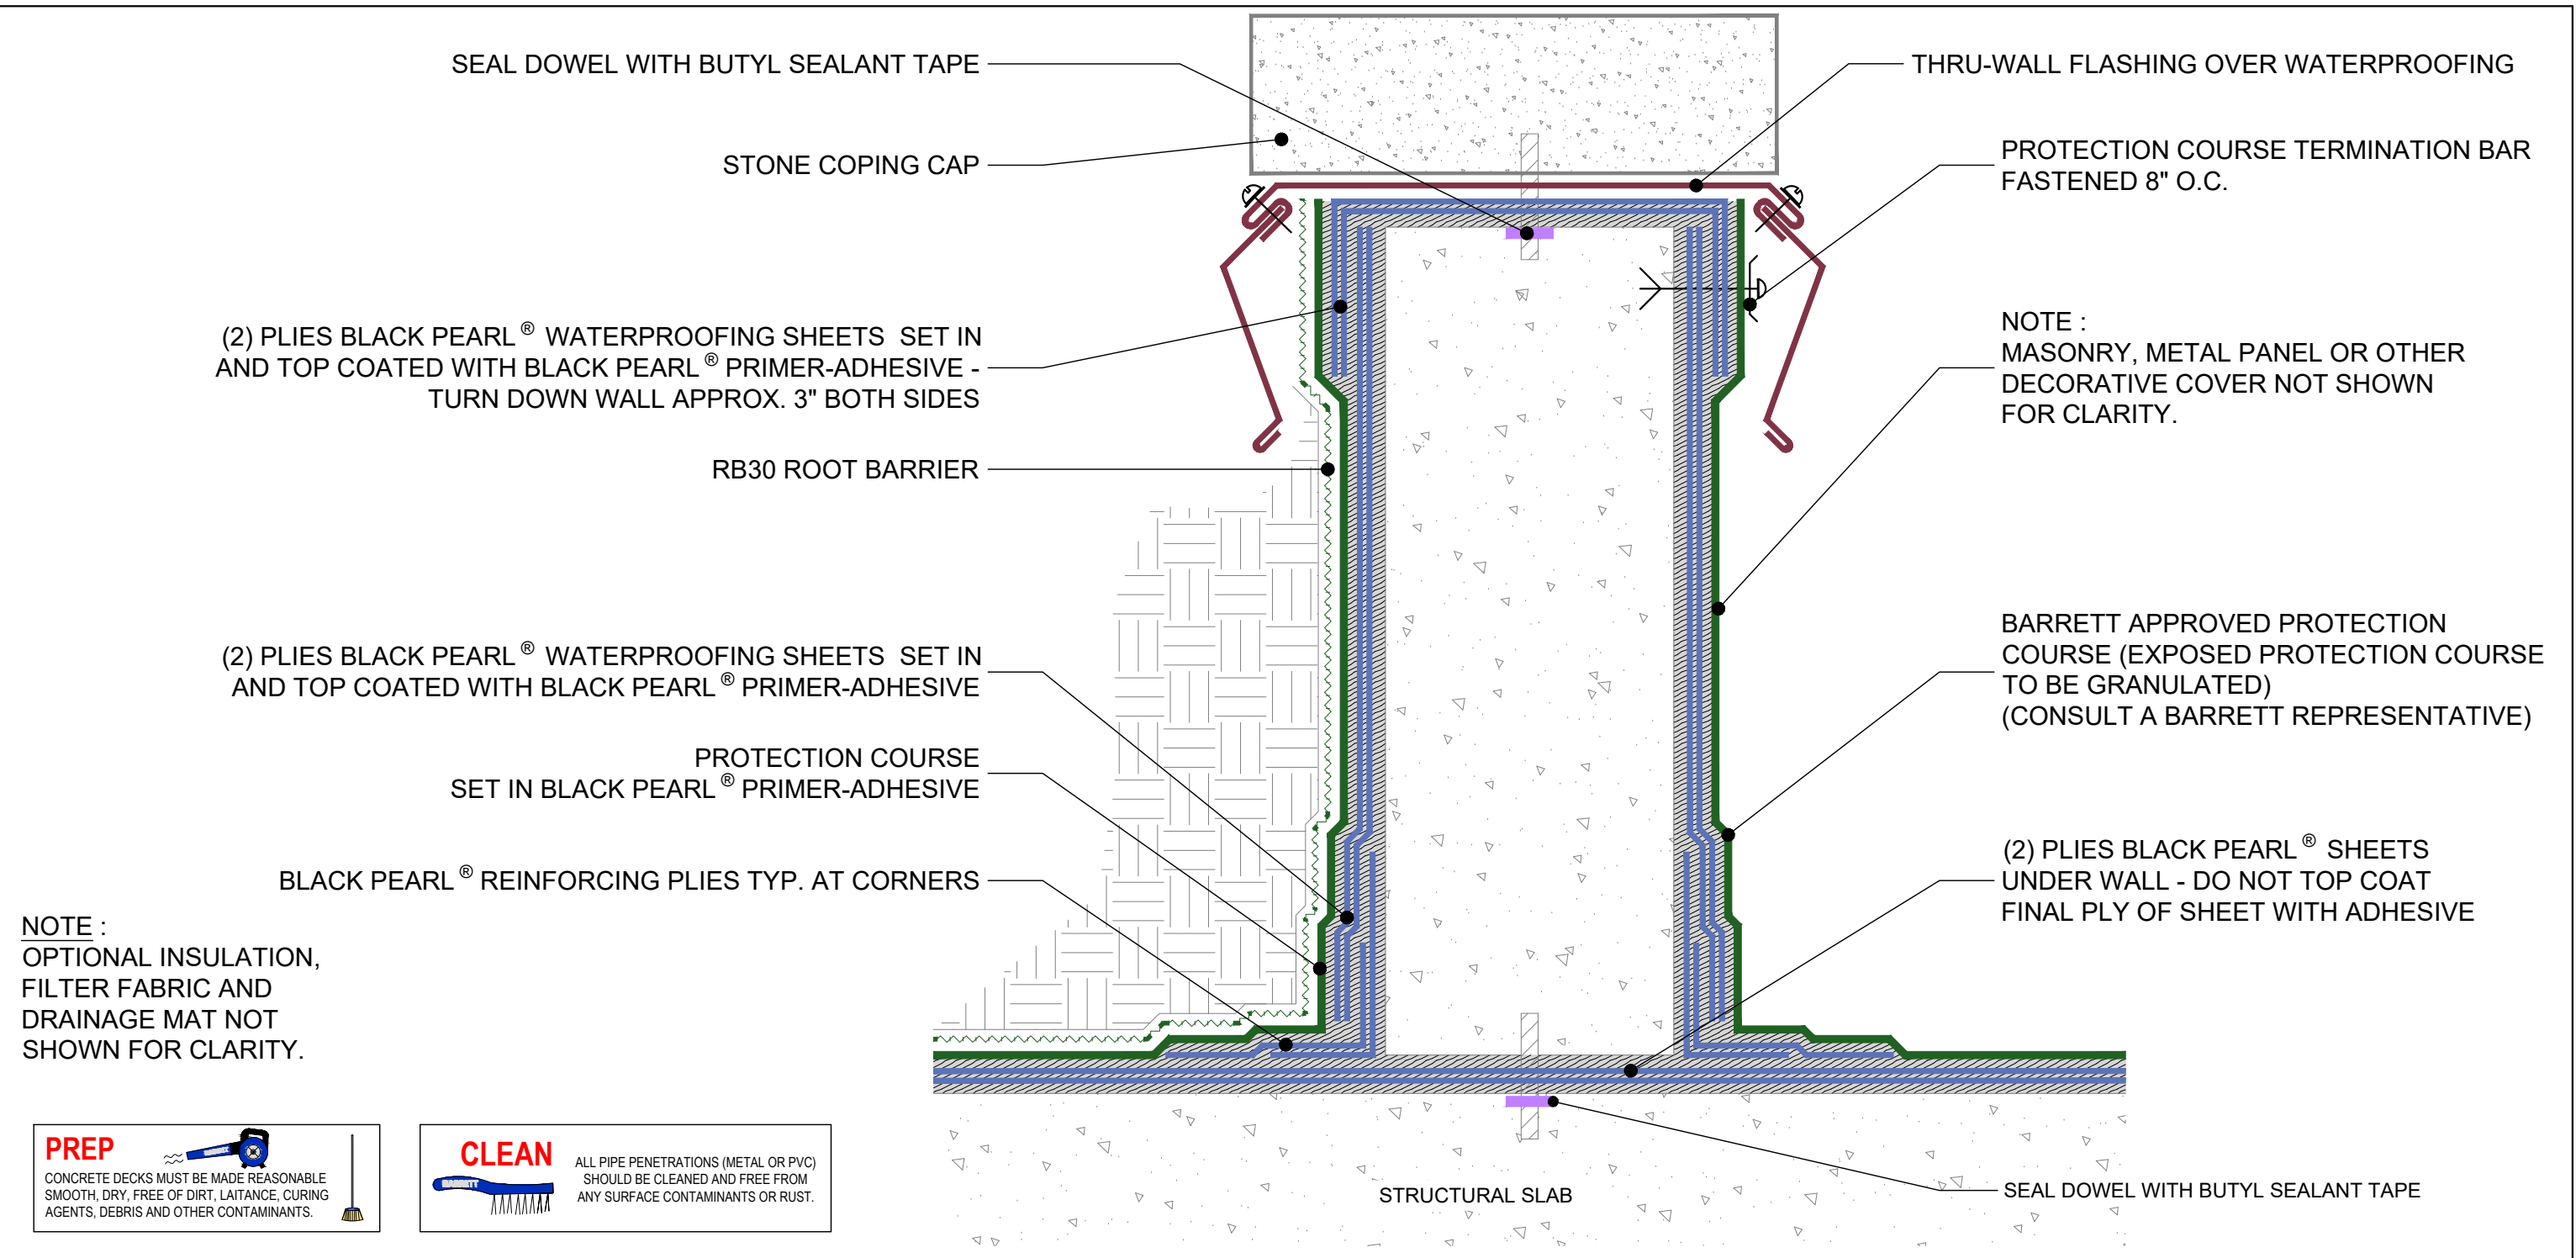 SEAL DOWEL WITH BUTYL SEALANT TAPE
STONE COPING CAP
(2) PLIES BLACK PEARL® WATERPROOFING SHEETS SET IN
AND TOP COATED WITH BLACK PEARL® PRIMER-ADHESIVE -
TURN DOWN WALL APPROX. 3" BOTH SIDES
RB30 ROOT BARRIER
(2) PLIES BLACK PEARL® WATERPROOFING SHEETS SET IN
AND TOP COATED WITH BLACK PEARL® PRIMER-ADHESIVE
PROTECTION COURSE
SET IN BLACK PEARL® PRIMER-ADHESIVE
BLACK PEARL® REINFORCING PLIES TYP. AT CORNERS
NOTE :
OPTIONAL INSULATION,
FILTER FABRIC AND
DRAINAGE MAT NOT
SHOWN FOR CLARITY.
THRU-WALL FLASHING OVER WATERPROOFING
PROTECTION COURSE TERMINATION BAR
FASTENED 8" O.C.
NOTE :
MASONRY, METAL PANEL OR OTHER
DECORATIVE COVER NOT SHOWN
FOR CLARITY.
BARRETT APPROVED PROTECTION
COURSE (EXPOSED PROTECTION COURSE
TO BE GRANULATED)
(CONSULT A BARRETT REPRESENTATIVE)
(2) PLIES BLACK PEARL® SHEETS
UNDER WALL - DO NOT TOP COAT
FINAL PLY OF SHEET WITH ADHESIVE
SEAL DOWEL WITH BUTYL SEALANT TAPE
STRUCTURAL SLAB
PREP
CONCRETE DECKS MUST BE MADE REASONABLE
SMOOTH, DRY, FREE OF DIRT, LAITANCE, CURING
AGENTS, DEBRIS AND OTHER CONTAMINANTS.
CLEAN
BARRETT
ALL PIPE PENETRATIONS (METAL OR PVC)
SHOULD BE CLEANED AND FREE FROM
ANY SURFACE CONTAMINANTS OR RUST.